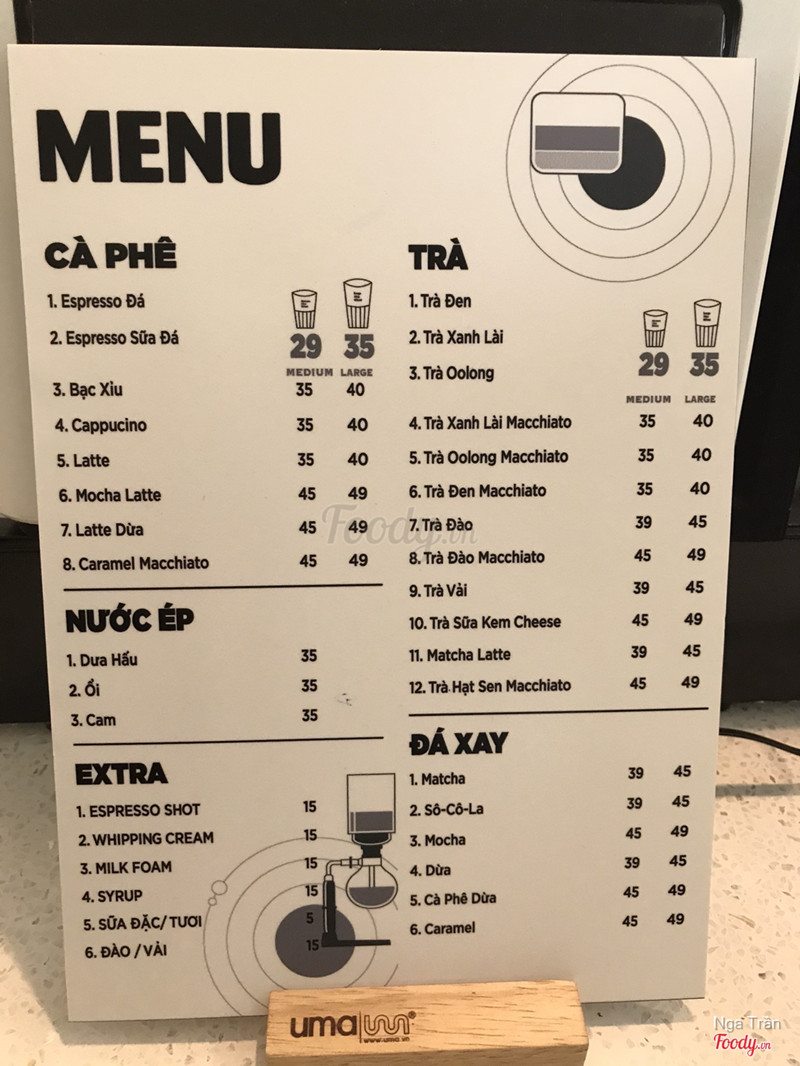 MENU
CÀ PHÊ
1. Espresso Đá
2. Espresso Sữa Đá
29 35
MEDIUM LARGE
3. Bạc Xỉu 35 40
4. Cappucino 35 40
5. Latte 35 40
6. Mocha Latte 45 49
7. Latte Dừa 45 49
8. Caramel Macchiato 45 49
NƯỚC ÉP
1. Dưa Hấu 35
2. Ổi 35
3. Cam 35
EXTRA
1. ESPRESSO SHOT 15
2. WHIPPING CREAM 15
3. MILK FOAM 15
4. SYRUP 15
5. SỮA ĐẶC/ TƯƠI 5
6. ĐÀO / VẢI 15
TRÀ
1. Trà Đen
2. Trà Xanh Lài
3. Trà Oolong
29 35
MEDIUM LARGE
4. Trà Xanh Lài Macchiato 35 40
5. Trà Oolong Macchiato 35 40
6. Trà Đen Macchiato 35 40
7. Trà Đào 39 45
8. Trà Đào Macchiato 45 49
9. Trà Vải 39 45
10. Trà Sữa Kem Cheese 45 49
11. Matcha Latte 39 45
12. Trà Hạt Sen Macchiato 45 49
ĐÁ XAY
1. Matcha 39 45
2. Sô-Cô-La 39 45
3. Mocha 45 49
4. Dừa 39 45
5. Cà Phê Dừa 45 49
6. Caramel 45 49
Foody.vn
uma
www.uma.vn
Nga Trần
Foody.vn